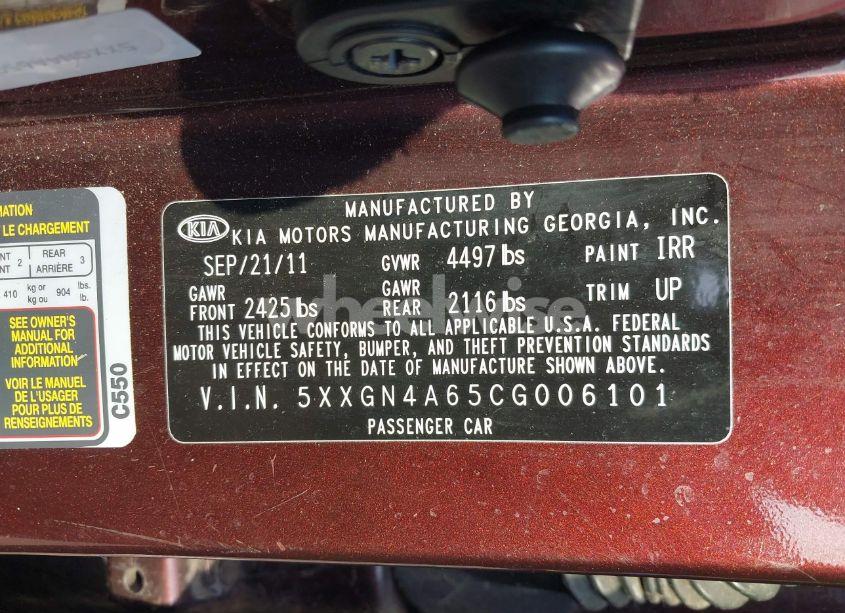 MATION
LE CHARGEMENT
NT 2 REAR 3
NT ARRIÈRE
410 kg or 904 lbs.
kg ou lb.
SEE OWNER'S
MANUAL FOR
ADDITIONAL
INFORMATION
VOIR LE MANUEL
DE L'USAGER
POUR PLUS DE
RENSEIGNEMENTS
C550
MANUFACTURED BY
KIA KIA MOTORS MANUFACTURING GEORGIA, INC.
SEP/21/11 GVWR 4497 lbs PAINT IRR
GAWR FRONT 2425 lbs GAWR REAR 2116 lbs TRIM UP
THIS VEHICLE CONFORMS TO ALL APPLICABLE U.S.A. FEDERAL
MOTOR VEHICLE SAFETY, BUMPER, AND THEFT PREVENTION STANDARDS
IN EFFECT ON THE DATE OF MANUFACTURE SHOWN ABOVE.
V.I.N. 5XXGN4A65CG006101
PASSENGER CAR